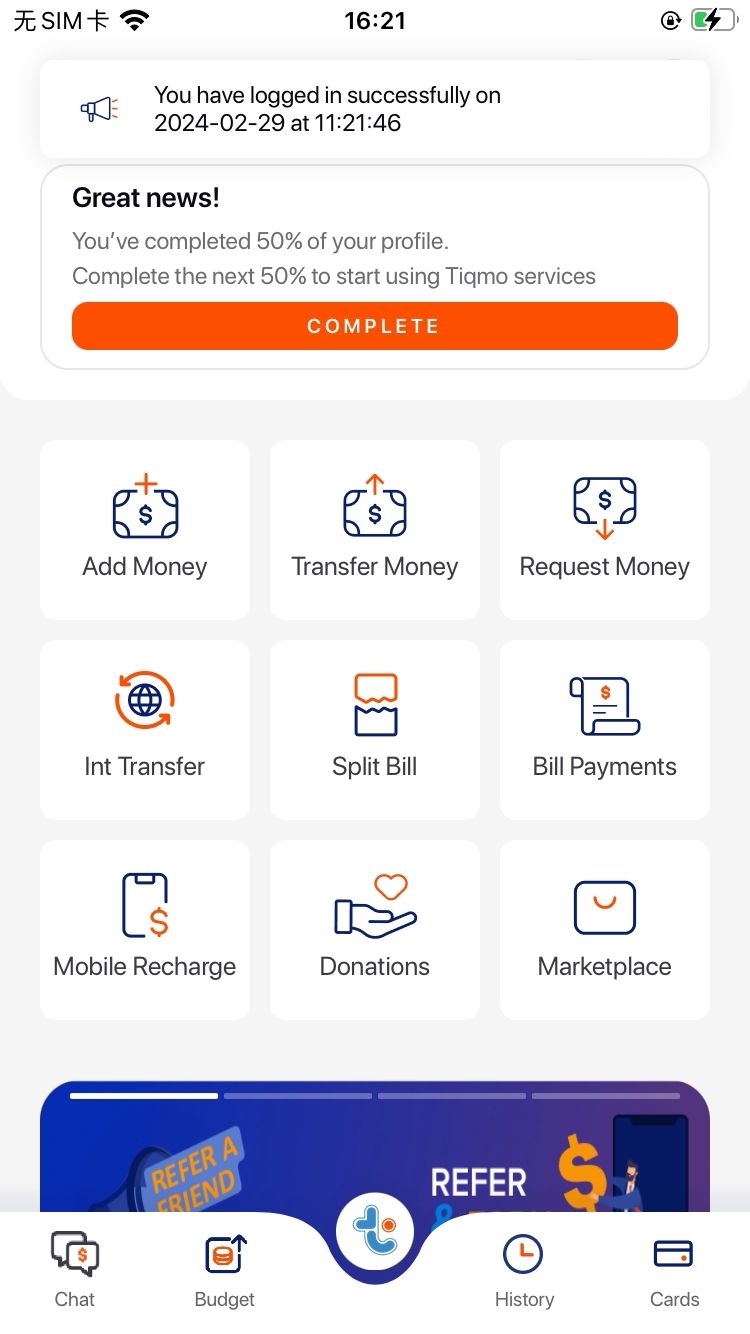 无SIM卡
16:21
You have logged in successfully on
2024-02-29 at 11:21:46
Great news!
You've completed 50% of your profile.
Complete the next 50% to start using Tiqmo services
COMPLETE
Add Money
Transfer Money
Request Money
Int Transfer
Split Bill
Bill Payments
Mobile Recharge
Donations
Marketplace
REFER A
FRIEND
REFER
Chat
Budget
History
Cards